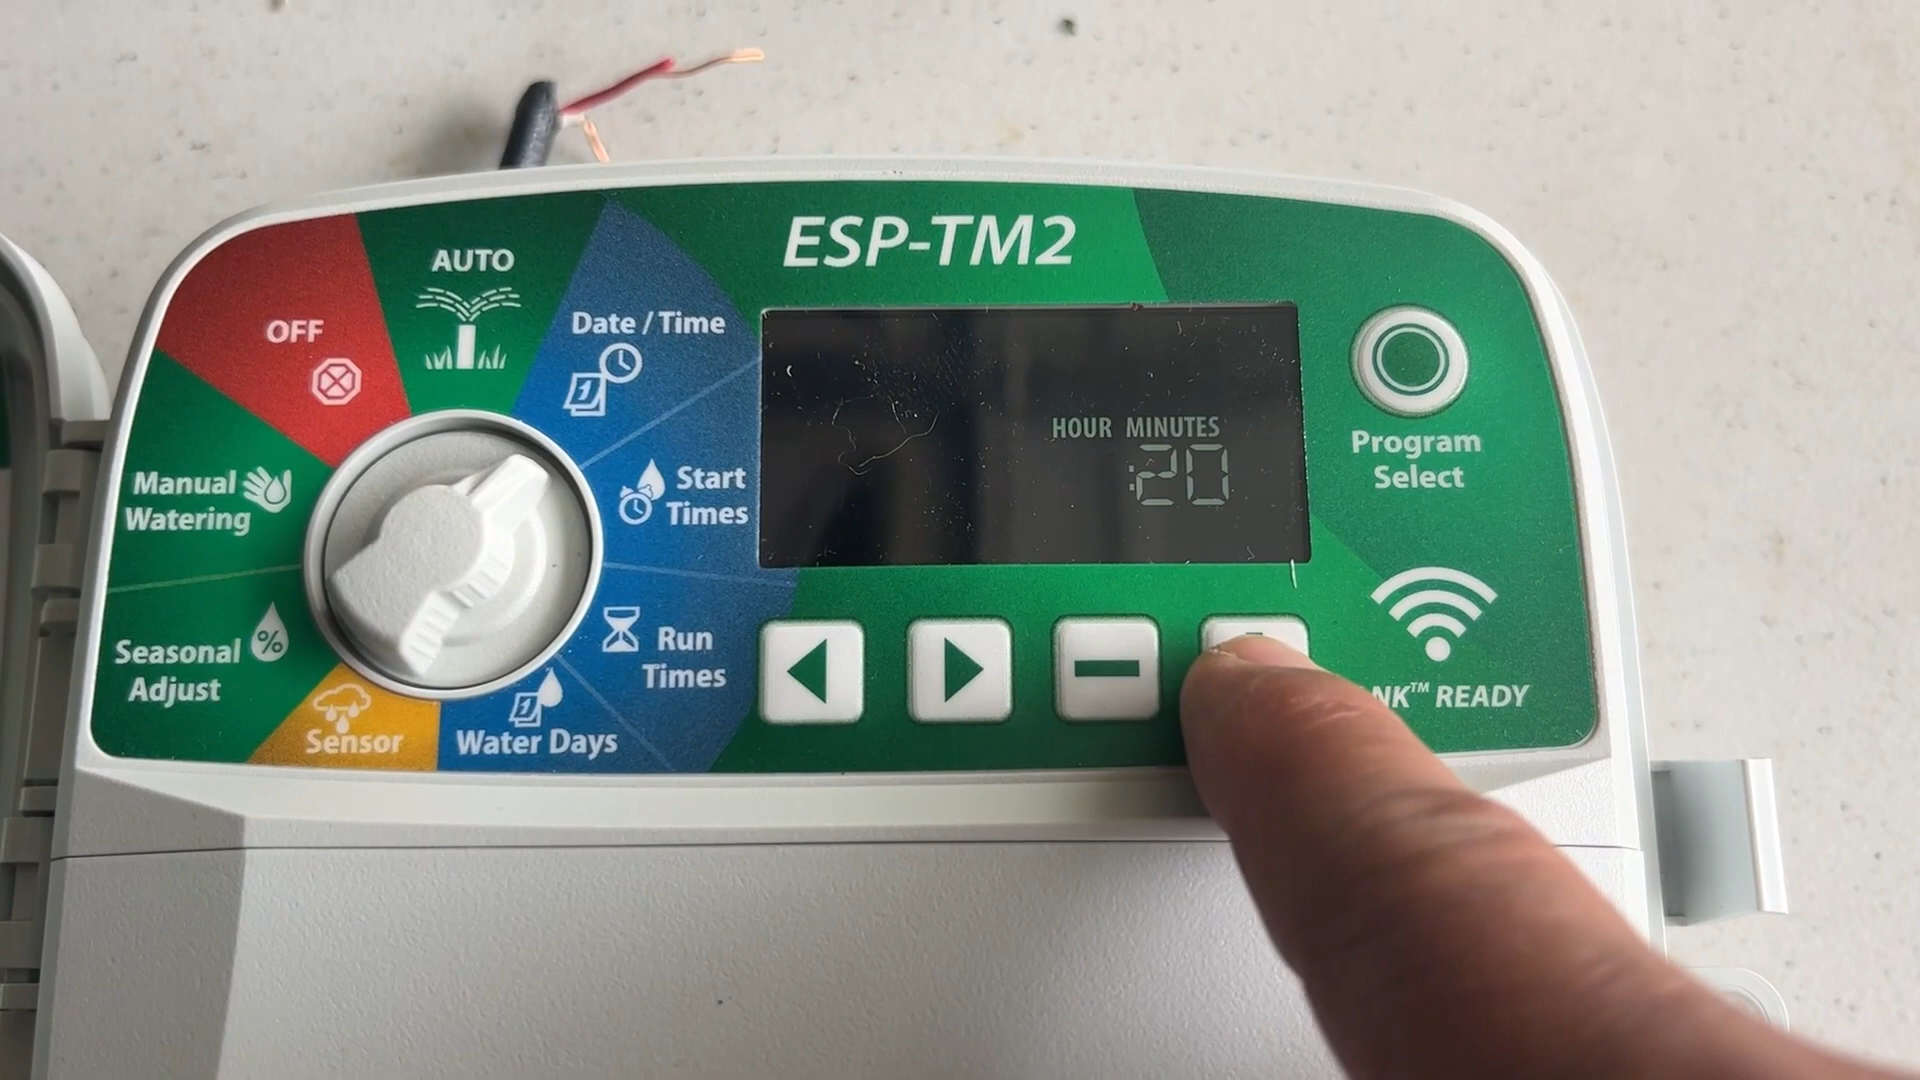 ESP-TM2
AUTO
OFF
Date / Time
Start
Times
Run
Times
Water Days
Sensor
Seasonal
Adjust
Manual
Watering
HOUR MINUTES
:20
Program
Select
READY